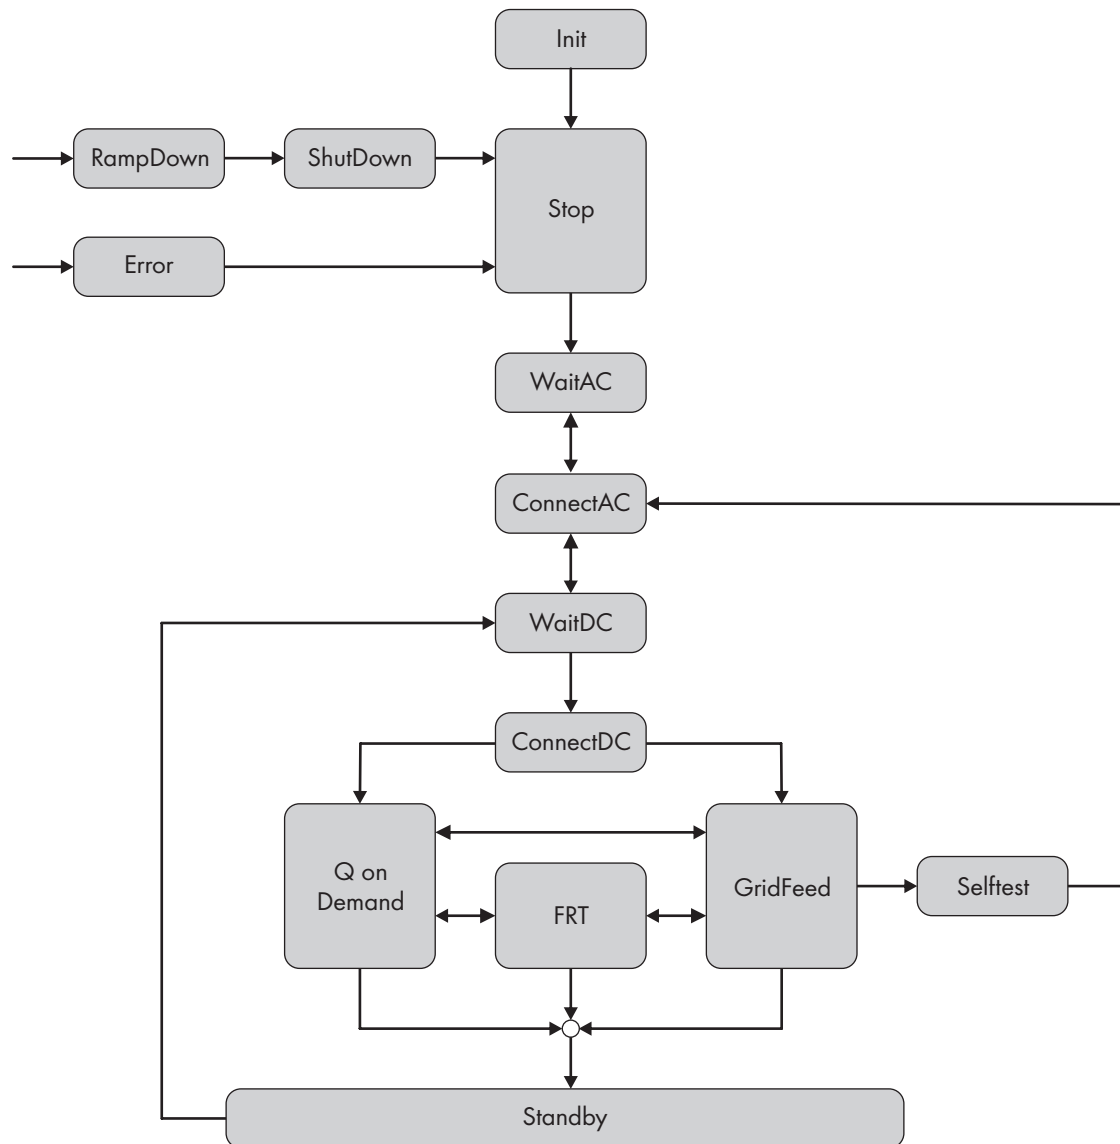 Init
RampDown
ShutDown
Stop
Error
WaitAC
ConnectAC
WaitDC
ConnectDC
Q on
Demand
FRT
GridFeed
Selftest
Standby